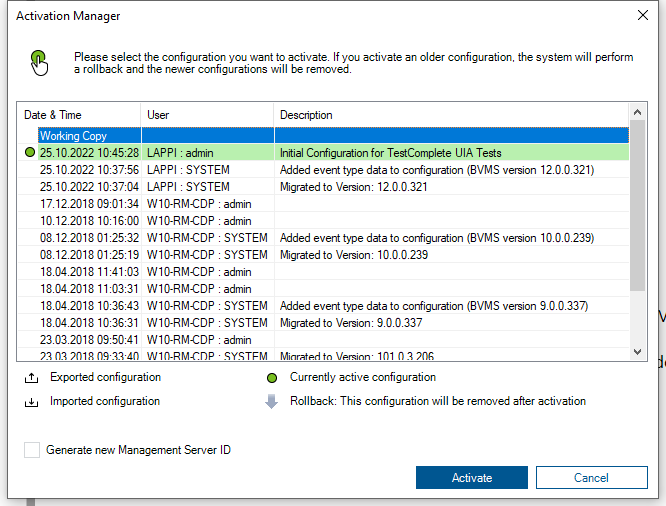 Activation Manager
Please select the configuration you want to activate. If you activate an older configuration, the system will perform
a rollback and the newer configurations will be removed.
Date & Time User Description
Working Copy
25.10.2022 10:45:28 LAPPI : admin Initial Configuration for TestComplete UIA Tests
25.10.2022 10:37:56 LAPPI : SYSTEM Added event type data to configuration (BVMS version 12.0.0.321)
25.10.2022 10:37:04 LAPPI : SYSTEM Migrated to Version: 12.0.0.321
17.12.2018 09:01:34 W10-RM-CDP : admin
10.12.2018 10:16:00 W10-RM-CDP : admin
08.12.2018 01:25:32 W10-RM-CDP : SYSTEM Added event type data to configuration (BVMS version 10.0.0.239)
08.12.2018 01:25:19 W10-RM-CDP : SYSTEM Migrated to Version: 10.0.0.239
18.04.2018 11:41:03 W10-RM-CDP : admin
18.04.2018 11:03:31 W10-RM-CDP : admin
18.04.2018 10:36:43 W10-RM-CDP : SYSTEM Added event type data to configuration (BVMS version 9.0.0.337)
18.04.2018 10:36:31 W10-RM-CDP : SYSTEM Migrated to Version: 9.0.0.337
23.03.2018 09:50:41 W10-RM-CDP : admin
23.03.2018 09:33:40 W10-RM-CDP : SYSTEM Migrated to Version: 101.0.3.206
Exported configuration Currently active configuration
Imported configuration Rollback: This configuration will be removed after activation
Generate new Management Server ID
Activate Cancel